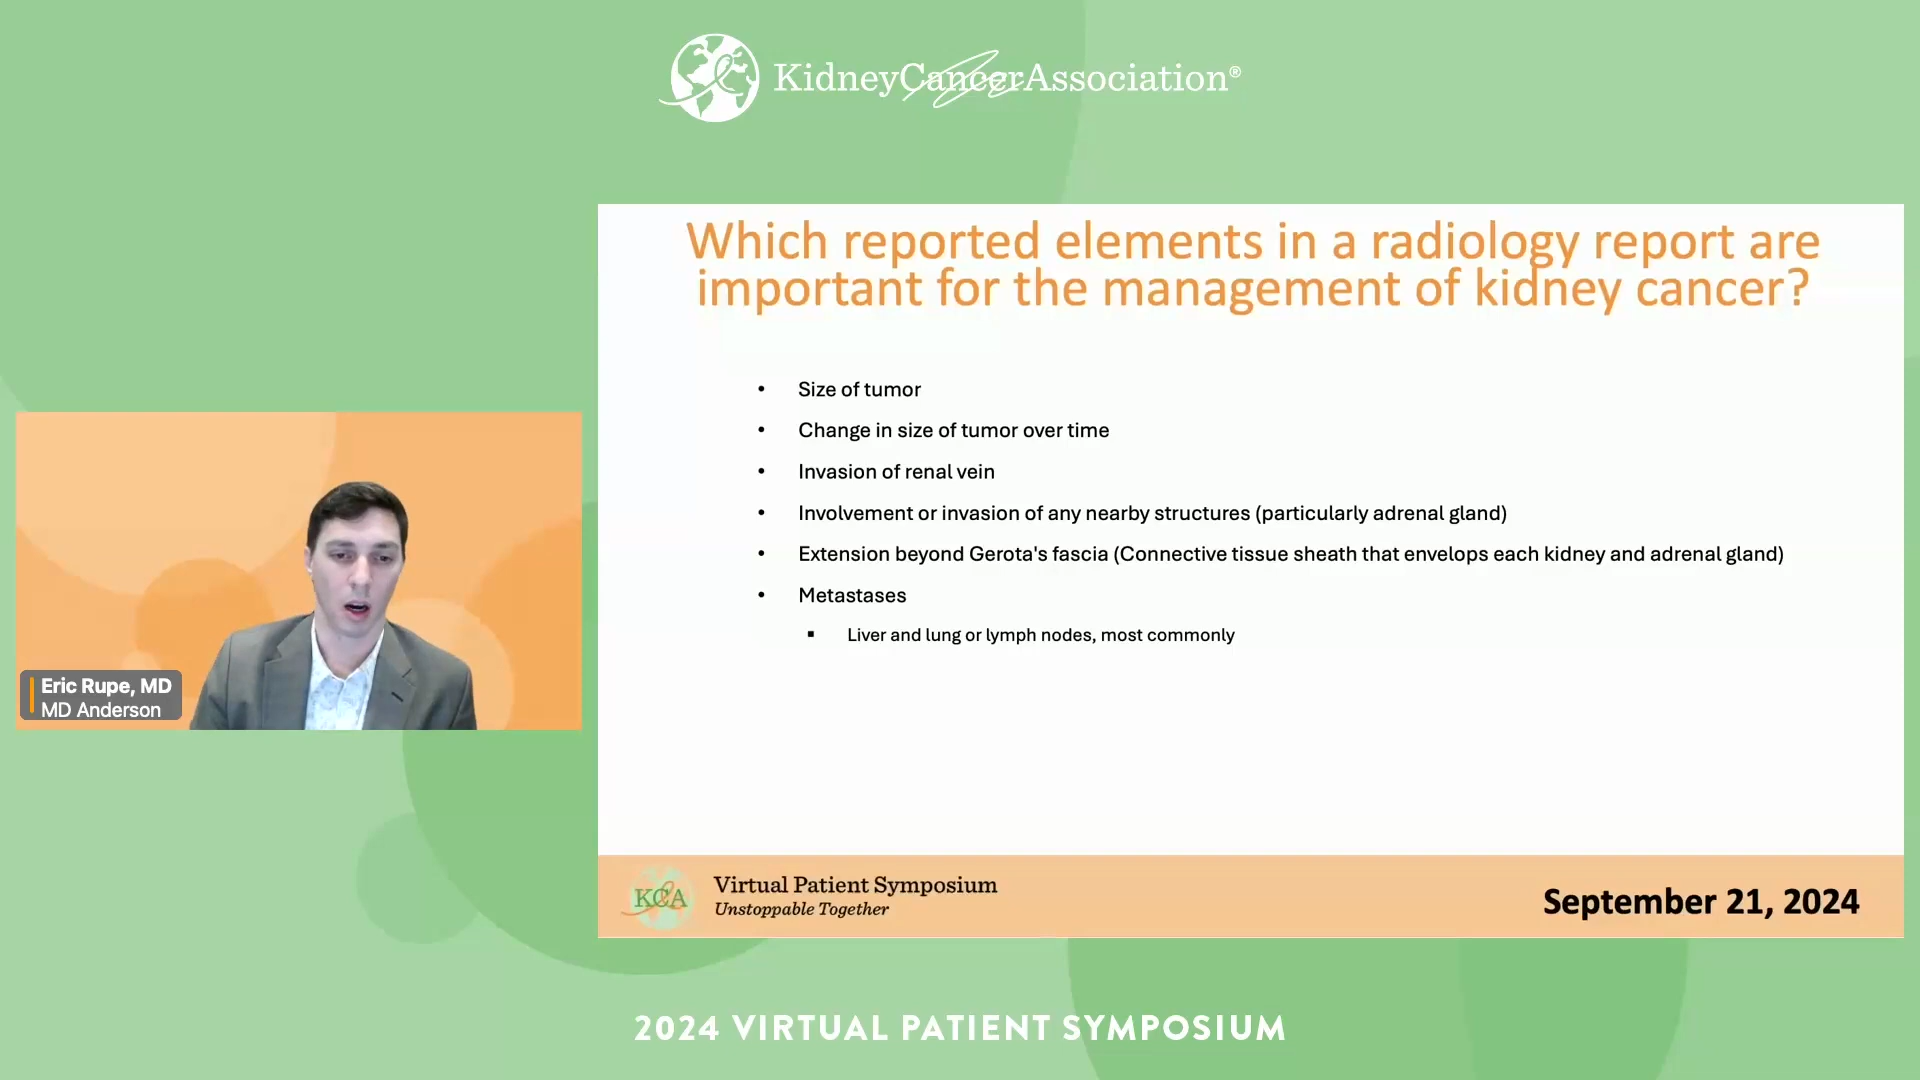 KidneyCancerAssociation®
Which reported elements in a radiology report are
important for the management of kidney cancer?
• Size of tumor
• Change in size of tumor over time
• Invasion of renal vein
• Involvement or invasion of any nearby structures (particularly adrenal gland)
• Extension beyond Gerota's fascia (Connective tissue sheath that envelops each kidney and adrenal gland)
• Metastases
▪ Liver and lung or lymph nodes, most commonly
Eric Rupe, MD
MD Anderson
KCA
Virtual Patient Symposium
Unstoppable Together
September 21, 2024
2024 VIRTUAL PATIENT SYMPOSIUM